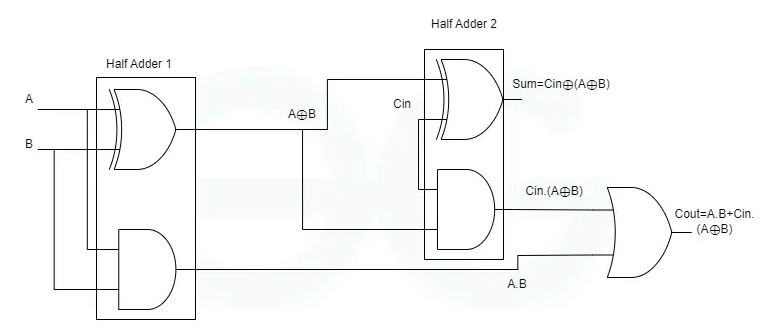 Half Adder 2
Half Adder 1
A
B
A⊕B
Cin
Sum=Cin⊕(A⊕B)
Cin.(A⊕B)
Cout=A.B+Cin.
(A⊕B)
A.B